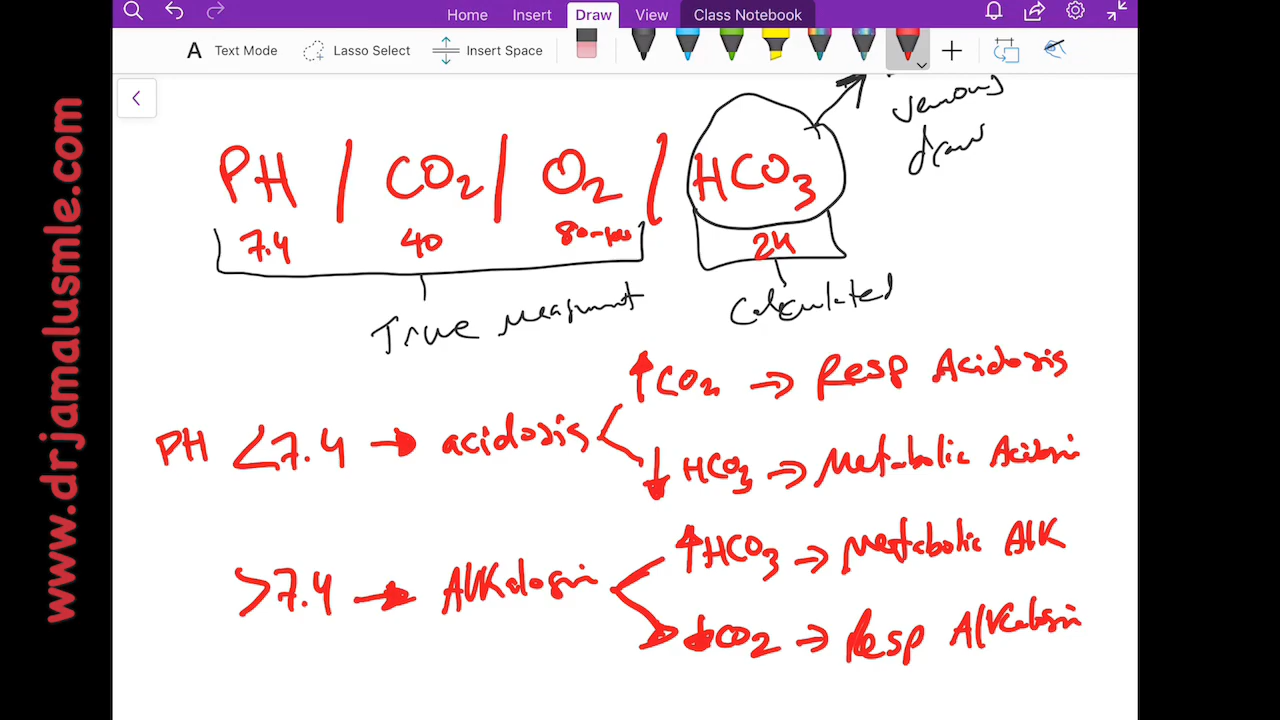 Home Insert Draw View Class Notebook
A Text Mode Lasso Select Insert Space
www.drjamalusmle.com
venous
draw
PH / CO2 / O2 / HCO3
7.4 40 80-100 24
True Calculated
↑CO2 → Resp Acidosis
PH <7.4 → acidosis
↓HCO3 → Metabolic Acidosis
↑HCO3 → Metabolic Alk
>7.4 → Alkalosis
↓CO2 → Resp Alkalosis